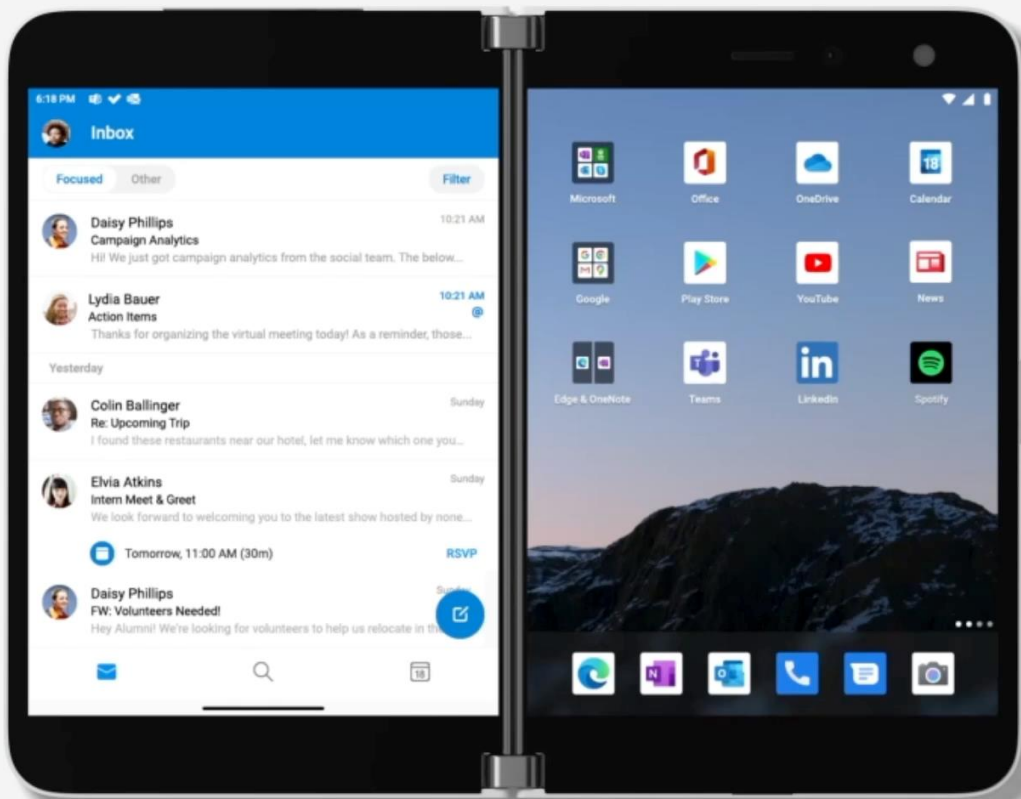 6:18 PM
Inbox
Focused Other Filter
Daisy Phillips 10:21 AM
Campaign Analytics
Hi! We just got campaign analytics from the social team. The below...
Lydia Bauer 10:21 AM
Action Items @
Thanks for organizing the virtual meeting today! As a reminder, those...
Yesterday
Colin Ballinger Sunday
Re: Upcoming Trip
I found these restaurants near our hotel, let me know which one you...
Elvia Atkins Sunday
Intern Meet & Greet
We look forward to welcoming you to the latest show hosted by none...
Tomorrow, 11:00 AM (30m) RSVP
Daisy Phillips Sunday
FW: Volunteers Needed!
Hey Alumni! We're looking for volunteers to help us relocate in
18
18
Microsoft Office OneDrive Calendar
Google Play Store YouTube News
in
Edge & OneNote Teams LinkedIn Spotify
N O